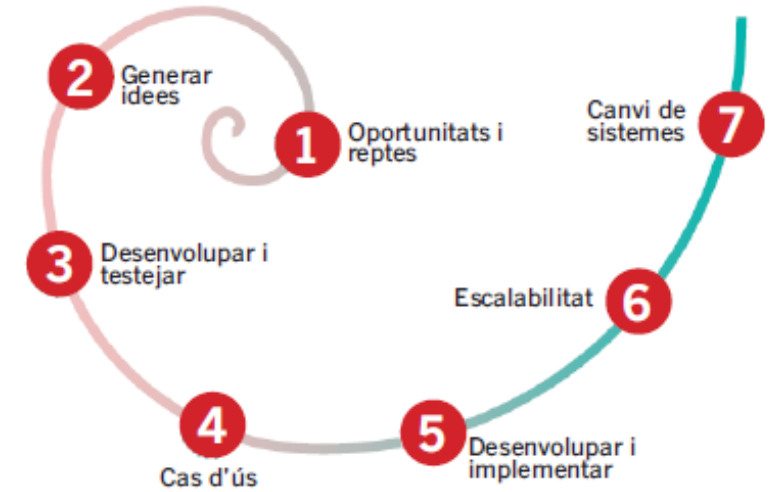 1
Oportunitats i
reptes
2
Generar
idees
3
Desenvolupar i
testejar
4
Cas d'ús
5
Desenvolupar i
implementar
6
Escalabilitat
7
Canvi de
sistemes